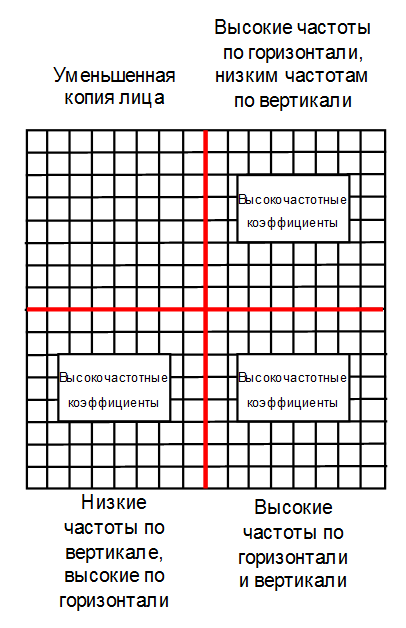 Уменьшенная
копия лица
Высокие частоты
по горизонтали,
низким частотам
по вертикали
Высокочастотные
коэффициенты
Высокочастотные
коэффициенты
Высокочастотные
коэффициенты
Низкие
частоты по
вертикале,
высокие по
горизонтали
Высокие
частоты по
горизонтали
и вертикали